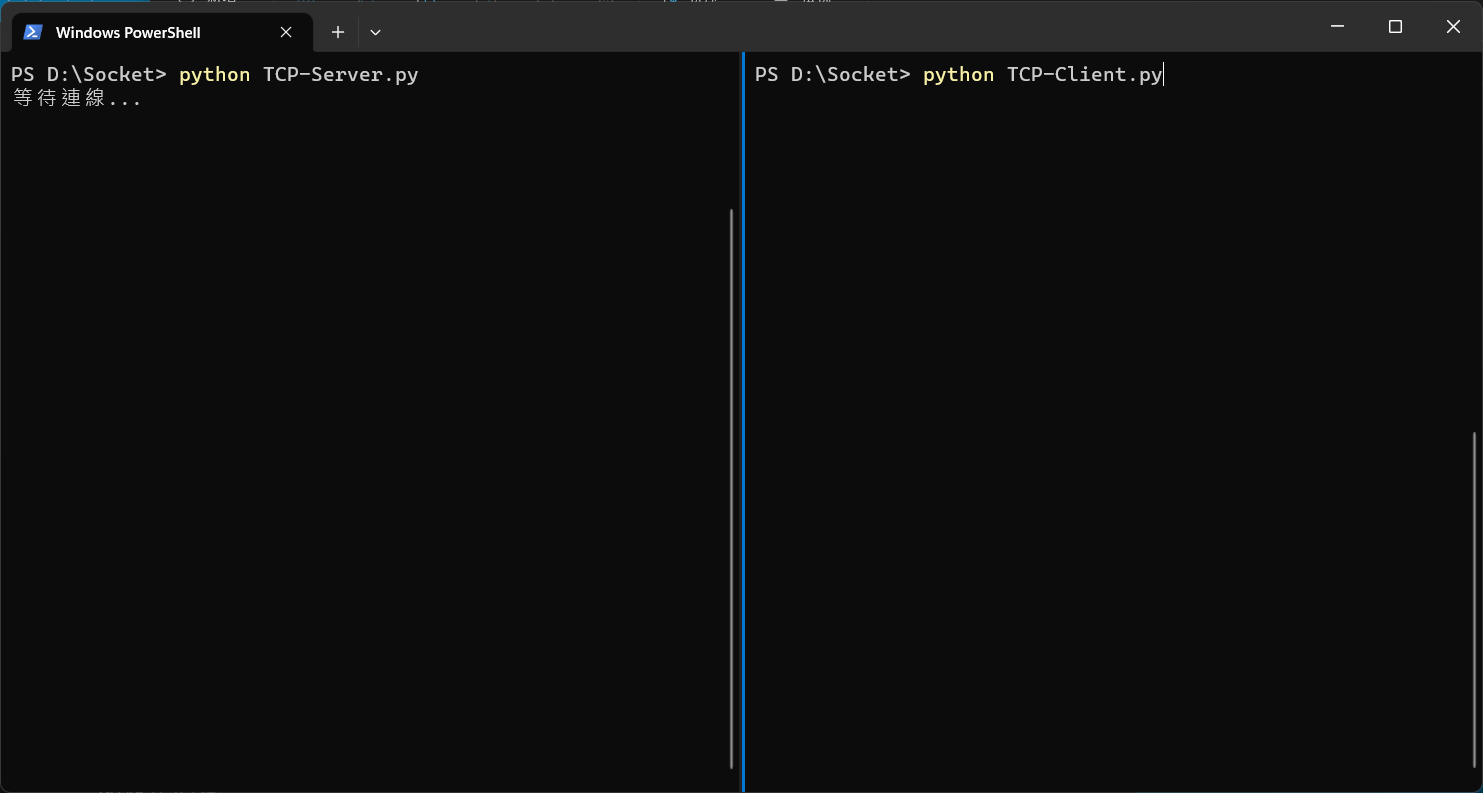 Windows PowerShell
PS D:\Socket> python TCP-Server.py
等待連線...
PS D:\Socket> python TCP-Client.py